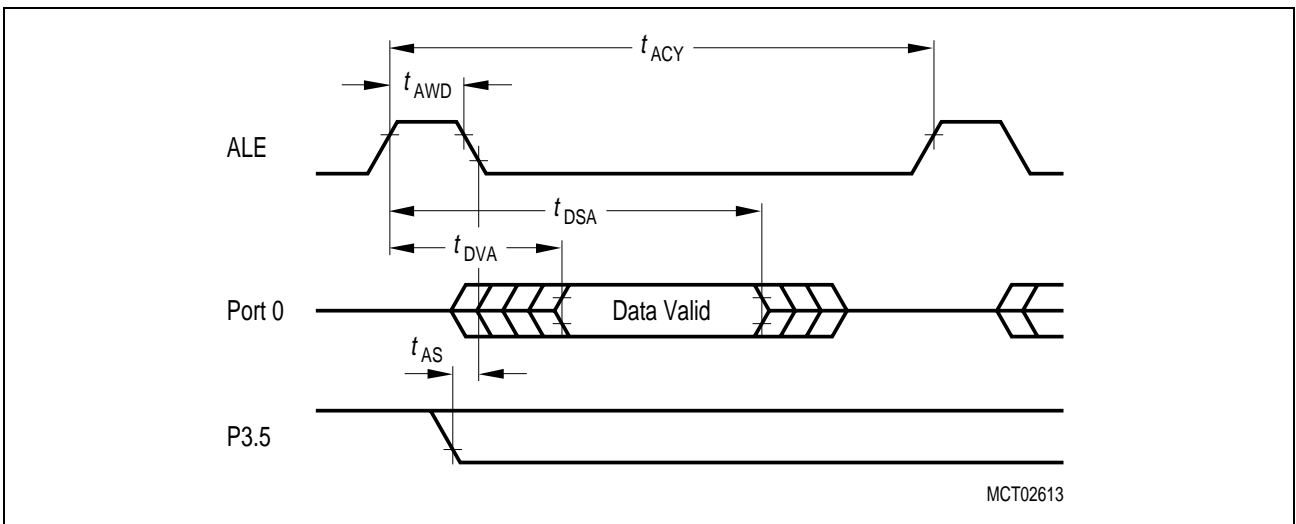 t ACY
t AWD
ALE
t DSA
t DVA
Port 0
Data Valid
t AS
P3.5
MCT02613